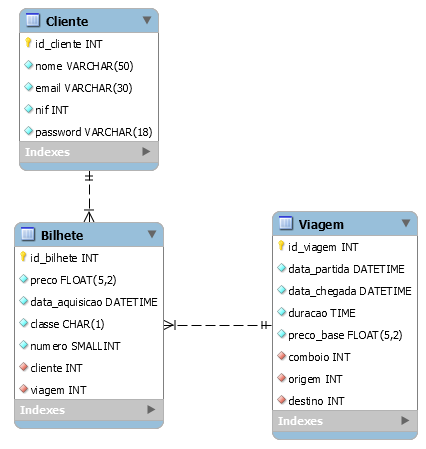 Cliente
id_cliente INT
nome VARCHAR(50)
email VARCHAR(30)
nif INT
password VARCHAR(18)
Indexes
Bilhete
id_bilhete INT
preco FLOAT(5,2)
data_aquisicao DATETIME
classe CHAR(1)
numero SMALLINT
cliente INT
viagem INT
Indexes
Viagem
id_viagem INT
data_partida DATETIME
data_chegada DATETIME
duracao TIME
preco_base FLOAT(5,2)
comboio INT
origem INT
destino INT
Indexes